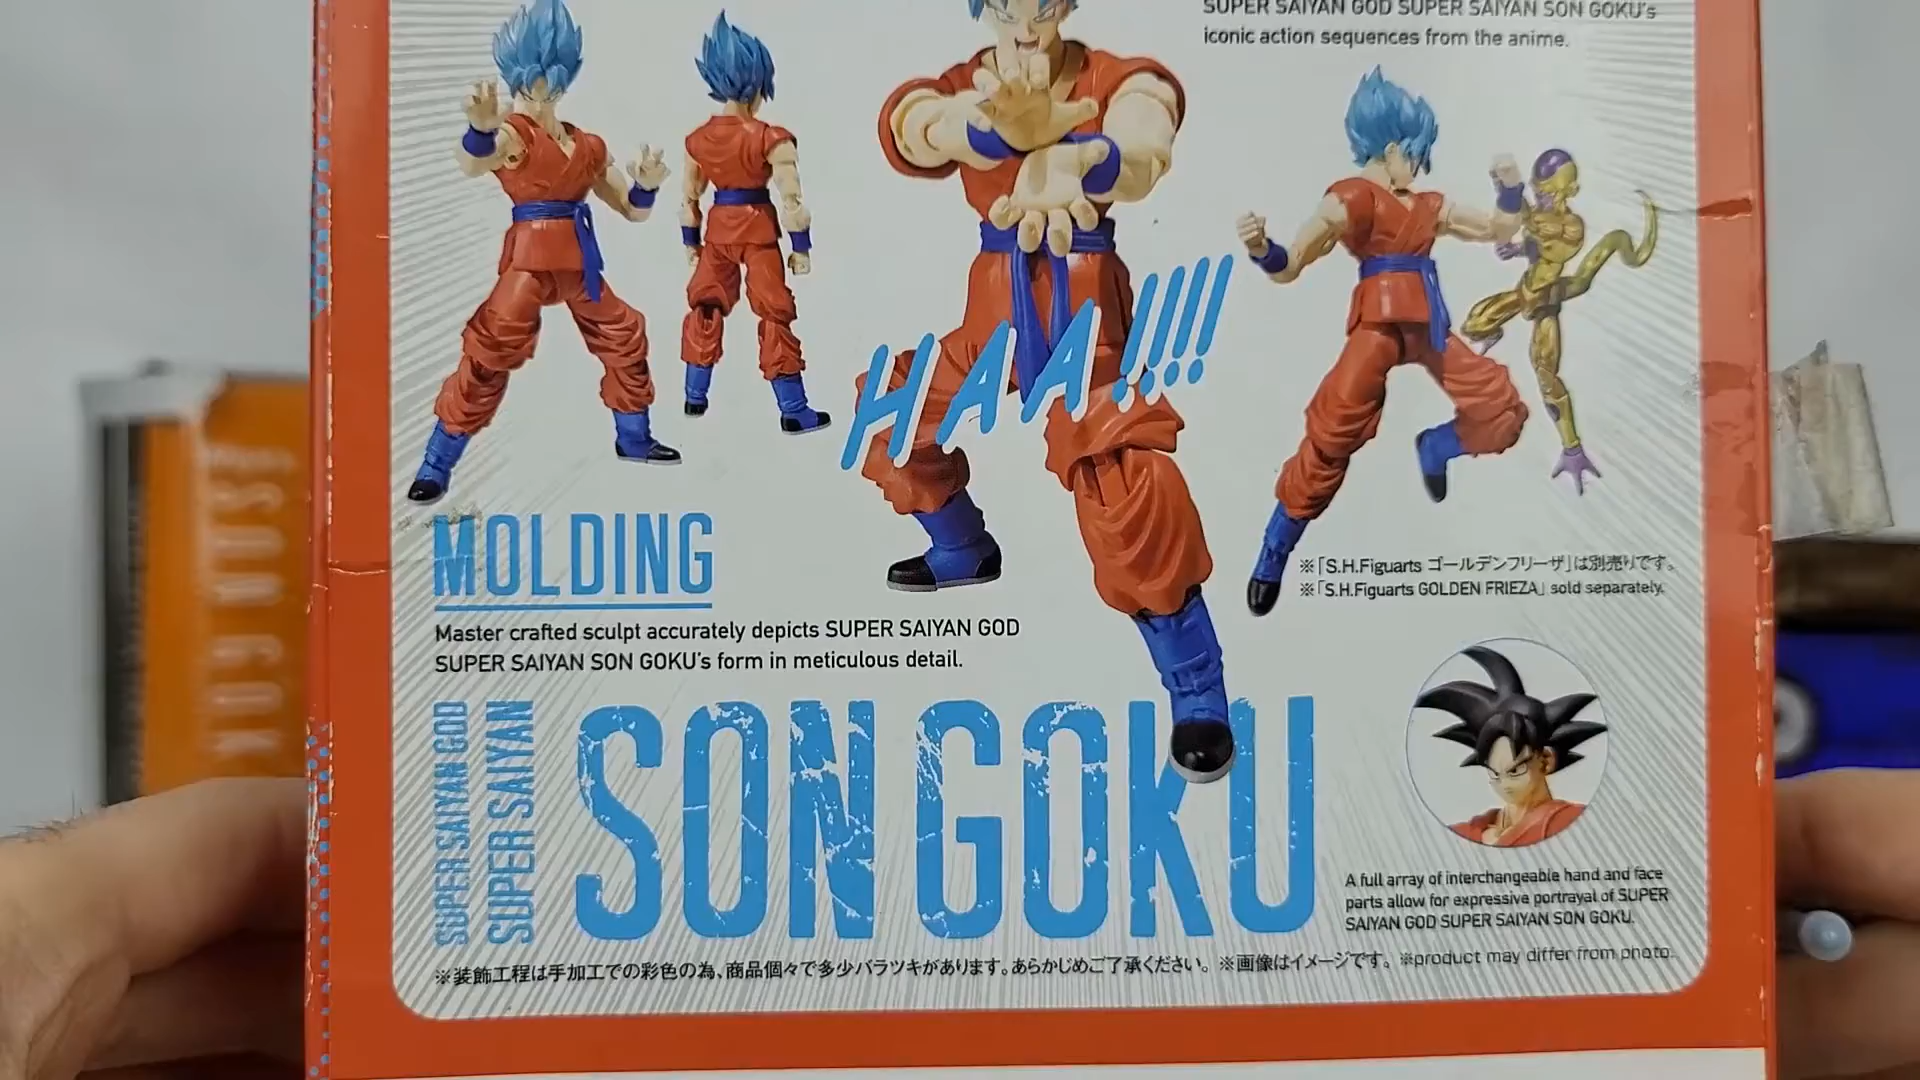 SUPER SAIYAN GOD SUPER SAIYAN SON GOKU's
iconic action sequences from the anime.
HAA!!!!
MOLDING
Master crafted sculpt accurately depicts SUPER SAIYAN GOD
SUPER SAIYAN SON GOKU's form in meticulous detail.
※「S.H.Figuarts ゴールデンフリーザ」は別売りです。
※「S.H.Figuarts GOLDEN FRIEZA」 sold separately.
SUPER SAIYAN GOD
SUPER SAIYAN
SON GOKU
A full array of interchangeable hand and face
parts allow for expressive portrayal of SUPER
SAIYAN GOD SUPER SAIYAN SON GOKU.
※装飾工程は手加工での彩色の為、商品個々で多少バラツキがあります。あらかじめご了承ください。 ※画像はイメージです。 ※product may differ from photo.